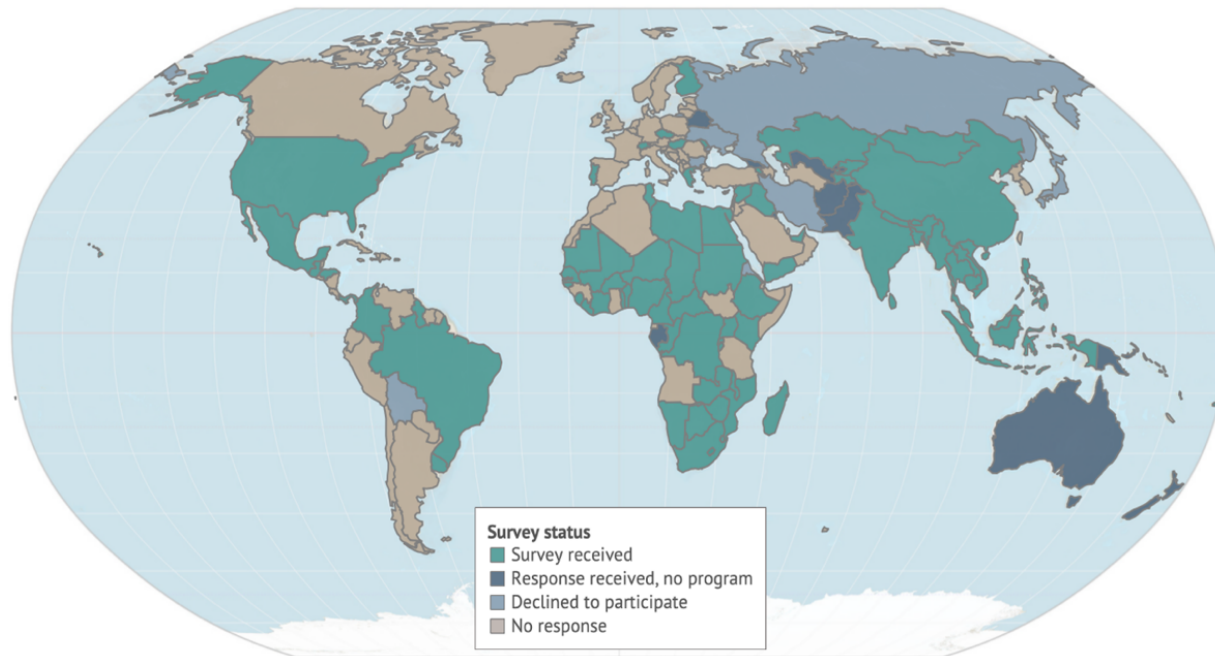 Survey status
Survey received
Response received, no program
Declined to participate
No response